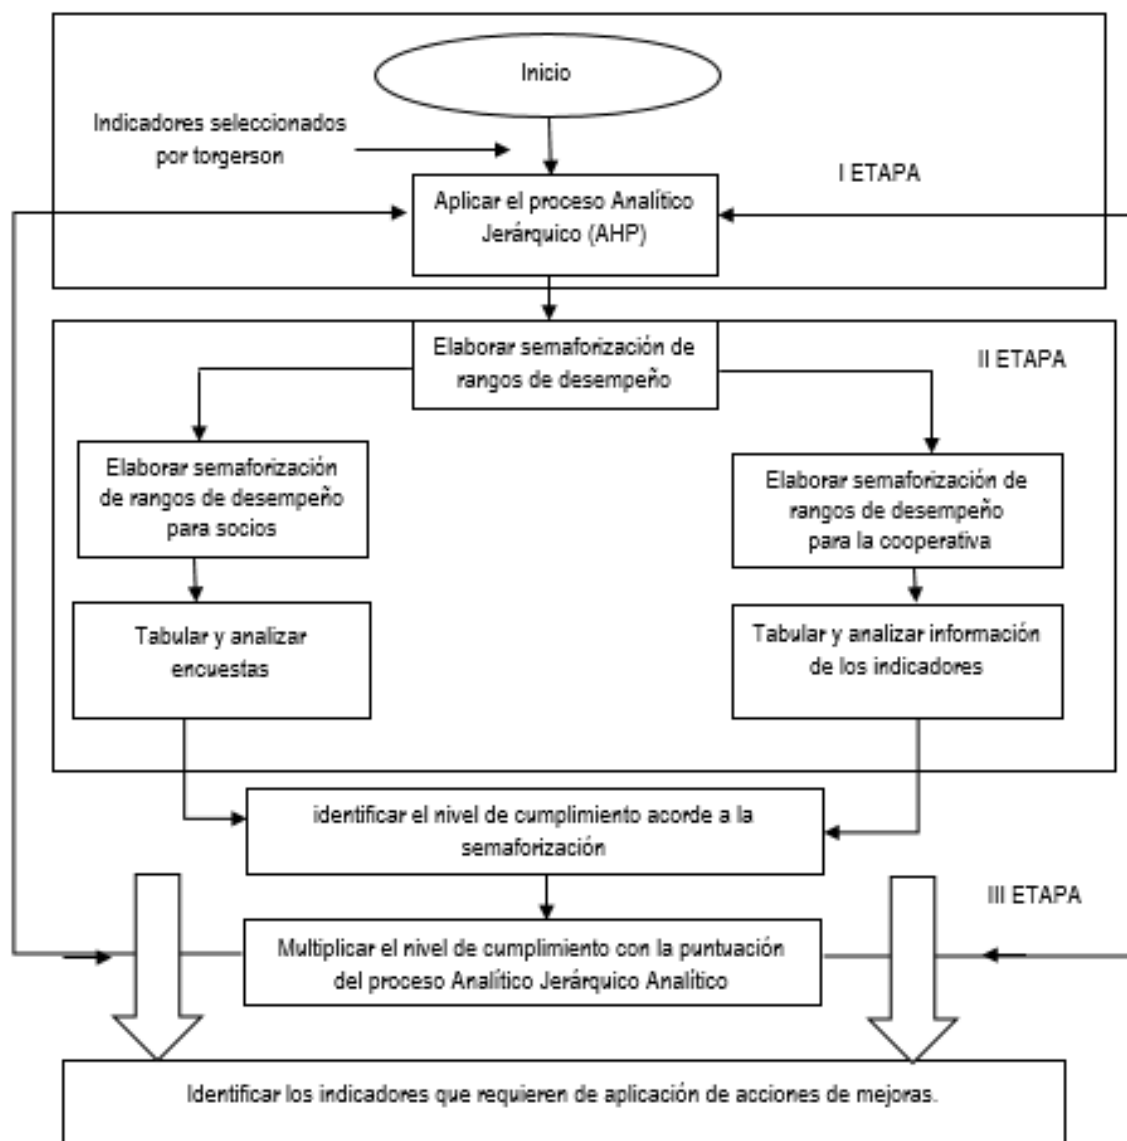 Inicio
Indicadores seleccionados
por torgerson
I ETAPA
Aplicar el proceso Analítico
Jerárquico (AHP)
Elaborar semaforización de
rangos de desempeño
II ETAPA
Elaborar semaforización
de rangos de desempeño
para socios
Elaborar semaforización de
rangos de desempeño
para la cooperativa
Tabular y analizar
encuestas
Tabular y analizar información
de los indicadores
identificar el nivel de cumplimiento acorde a la
semaforización
III ETAPA
Multiplicar el nivel de cumplimiento con la puntuación
del proceso Analítico Jerárquico Analítico
Identificar los indicadores que requieren de aplicación de acciones de mejoras.